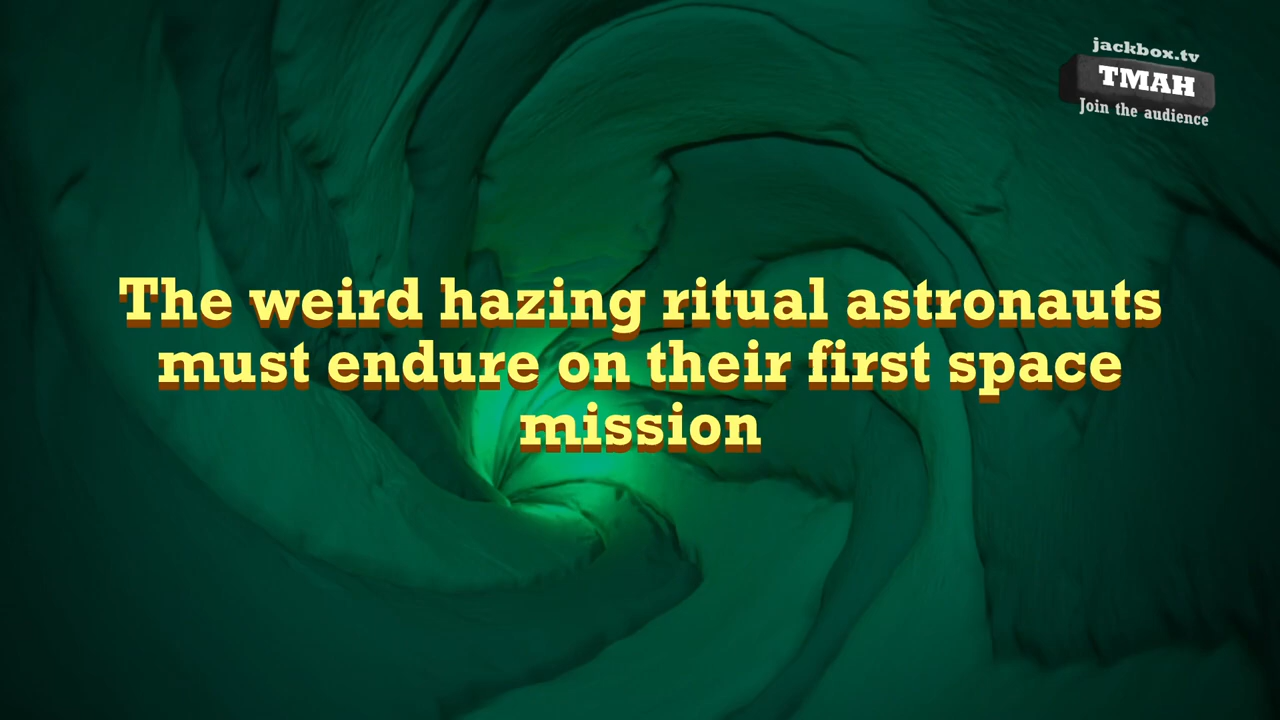 jackbox.tv
TMAH
Join the audience
The weird hazing ritual astronauts
must endure on their first space
mission